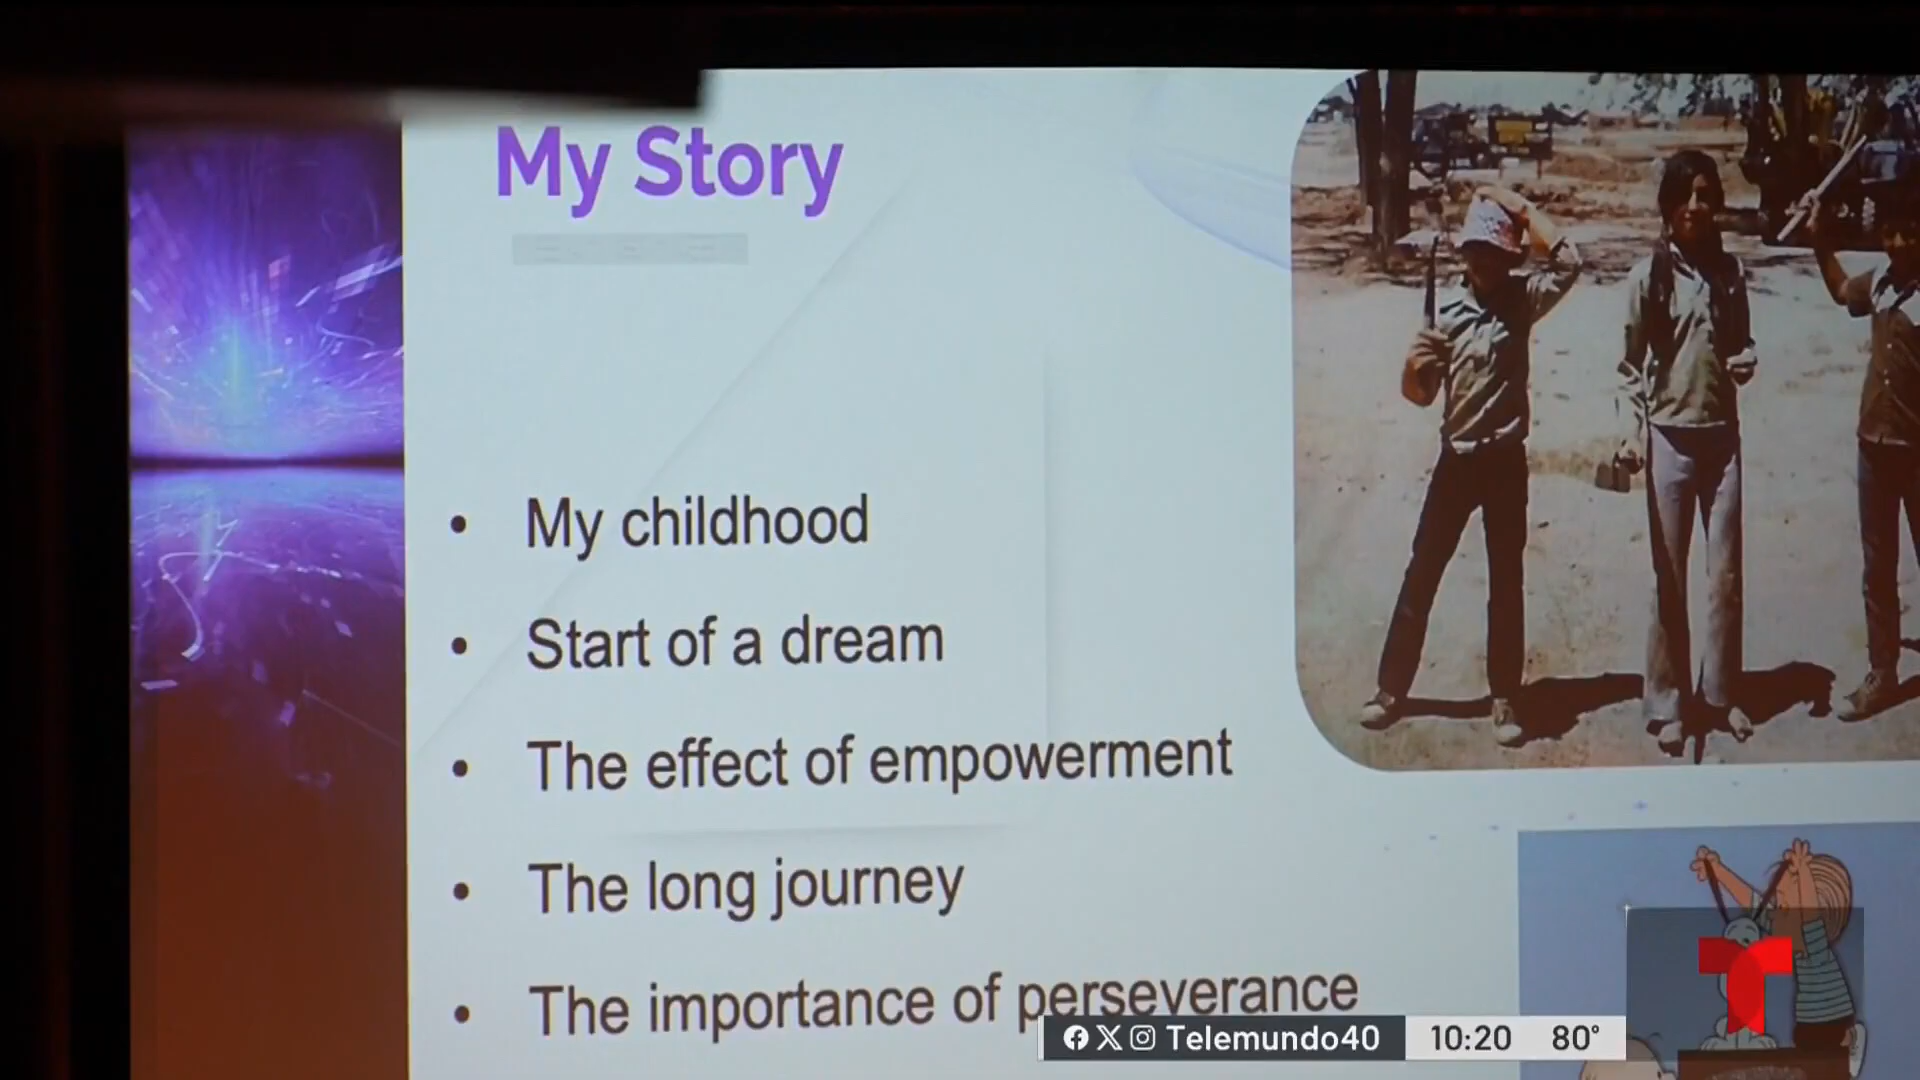 My Story
• My childhood
• Start of a dream
• The effect of empowerment
• The long journey
• The importance of perseverance
Telemundo40 10:20 80°